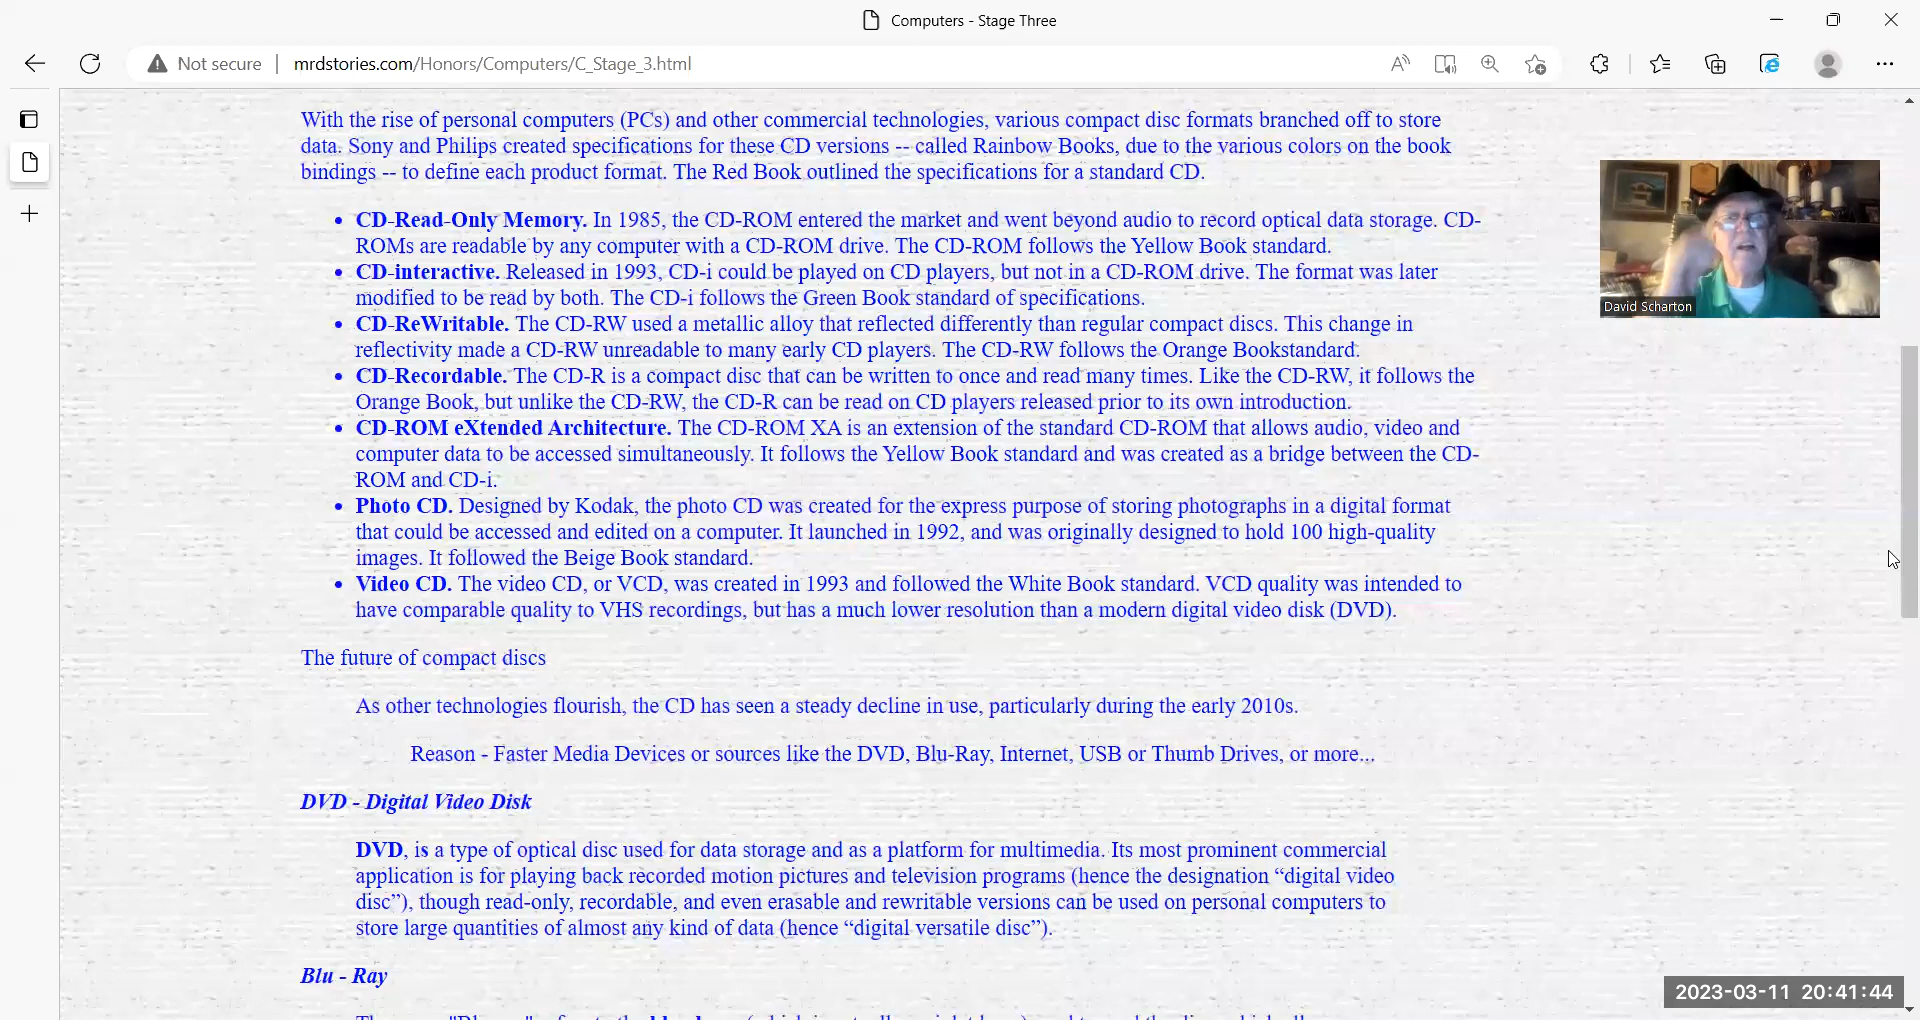 Computers - Stage Three
Not secure | mrdstories.com/Honors/Computers/C_Stage_3.html
With the rise of personal computers (PCs) and other commercial technologies, various compact disc formats branched off to store
data. Sony and Philips created specifications for these CD versions -- called Rainbow Books, due to the various colors on the book
bindings -- to define each product format. The Red Book outlined the specifications for a standard CD.
• CD-Read-Only Memory. In 1985, the CD-ROM entered the market and went beyond audio to record optical data storage. CD-
ROMs are readable by any computer with a CD-ROM drive. The CD-ROM follows the Yellow Book standard.
• CD-interactive. Released in 1993, CD-i could be played on CD players, but not in a CD-ROM drive. The format was later
modified to be read by both. The CD-i follows the Green Book standard of specifications.
• CD-ReWritable. The CD-RW used a metallic alloy that reflected differently than regular compact discs. This change in
reflectivity made a CD-RW unreadable to many early CD players. The CD-RW follows the Orange Bookstandard.
• CD-Recordable. The CD-R is a compact disc that can be written to once and read many times. Like the CD-RW, it follows the
Orange Book, but unlike the CD-RW, the CD-R can be read on CD players released prior to its own introduction.
• CD-ROM eXtended Architecture. The CD-ROM XA is an extension of the standard CD-ROM that allows audio, video and
computer data to be accessed simultaneously. It follows the Yellow Book standard and was created as a bridge between the CD-
ROM and CD-i.
• Photo CD. Designed by Kodak, the photo CD was created for the express purpose of storing photographs in a digital format
that could be accessed and edited on a computer. It launched in 1992, and was originally designed to hold 100 high-quality
images. It followed the Beige Book standard.
• Video CD. The video CD, or VCD, was created in 1993 and followed the White Book standard. VCD quality was intended to
have comparable quality to VHS recordings, but has a much lower resolution than a modern digital video disk (DVD).
The future of compact discs
As other technologies flourish, the CD has seen a steady decline in use, particularly during the early 2010s.
Reason - Faster Media Devices or sources like the DVD, Blu-Ray, Internet, USB or Thumb Drives, or more...
DVD - Digital Video Disk
DVD, is a type of optical disc used for data storage and as a platform for multimedia. Its most prominent commercial
application is for playing back recorded motion pictures and television programs (hence the designation “digital video
disc”), though read-only, recordable, and even erasable and rewritable versions can be used on personal computers to
store large quantities of almost any kind of data (hence “digital versatile disc”).
Blu - Ray
David Scharton
2023-03-11 20:41:44